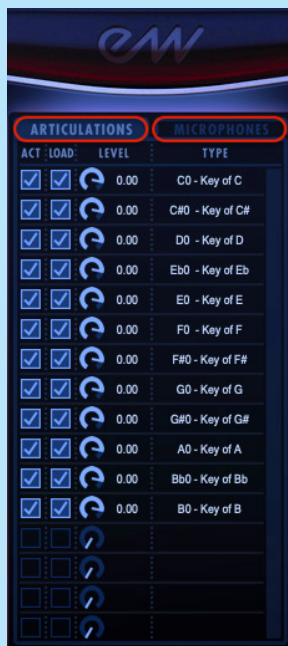 EW
ARTICULATIONS MICROPHONES
ACT LOAD LEVEL TYPE
0.00 C0 - Key of C
0.00 C#0 - Key of C#
0.00 D0 - Key of D
0.00 Eb0 - Key of Eb
0.00 E0 - Key of E
0.00 F0 - Key of F
0.00 F#0 - Key of F#
0.00 G0 - Key of G
0.00 G#0 - Key of G#
0.00 A0 - Key of A
0.00 Bb0 - Key of Bb
0.00 B0 - Key of B